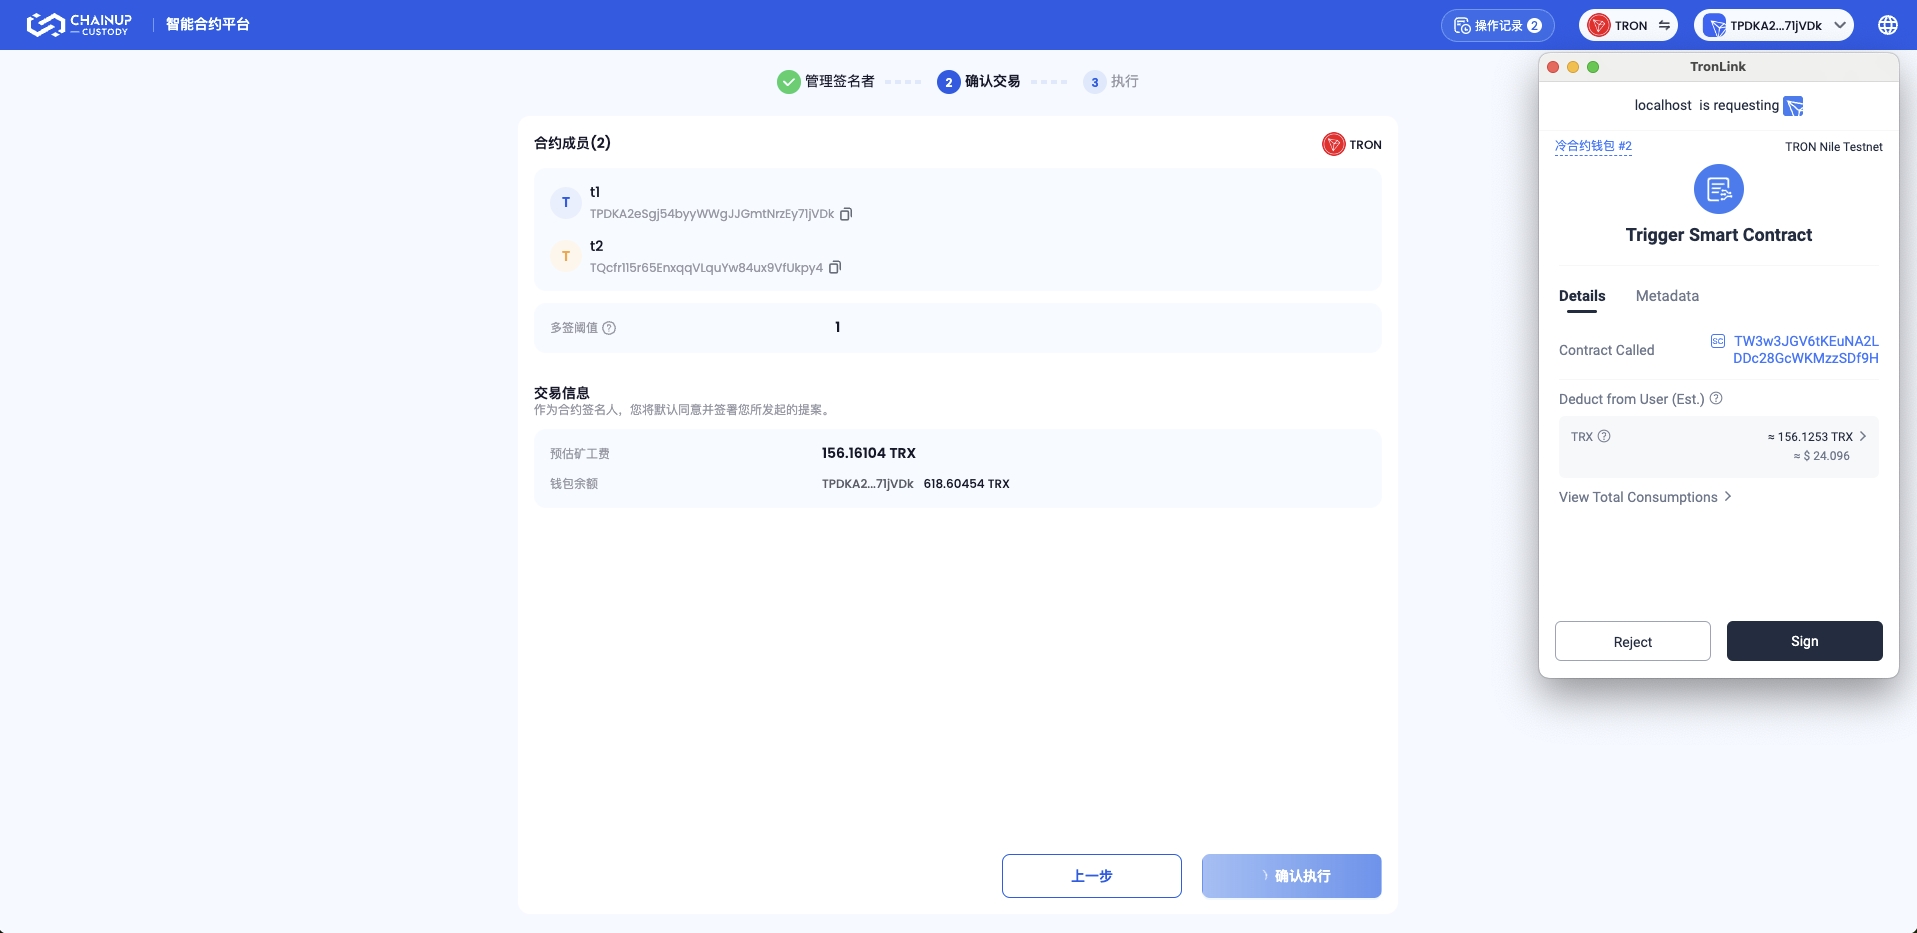 CHAINUP
CUSTODY
智能合约平台
操作记录 2
TRON
TPDKA2...71jVDk
管理签名者
2 确认交易
3 执行
合约成员(2)
TRON
T
t1
TPDKA2eSgj54byyWWgJJGmtNrzEy71jVDk
T
t2
TQcfr115r65EnxqqVLquYw84ux9VfUkpy4
多签阈值 ?
1
交易信息
作为合约签名人，您将默认同意并签署您所发起的提案。
预估矿工费
156.16104 TRX
钱包余额
TPDKA2...71jVDk 618.60454 TRX
上一步
确认执行
TronLink
localhost is requesting
冷合约钱包 #2
TRON Nile Testnet
Trigger Smart Contract
Details
Metadata
Contract Called
SC TW3w3JGV6tKEuNA2L
DDc28GcWKMzzSDf9H
Deduct from User (Est.) ?
TRX ?
≈ 156.1253 TRX >
≈ $ 24.096
View Total Consumptions >
Reject
Sign